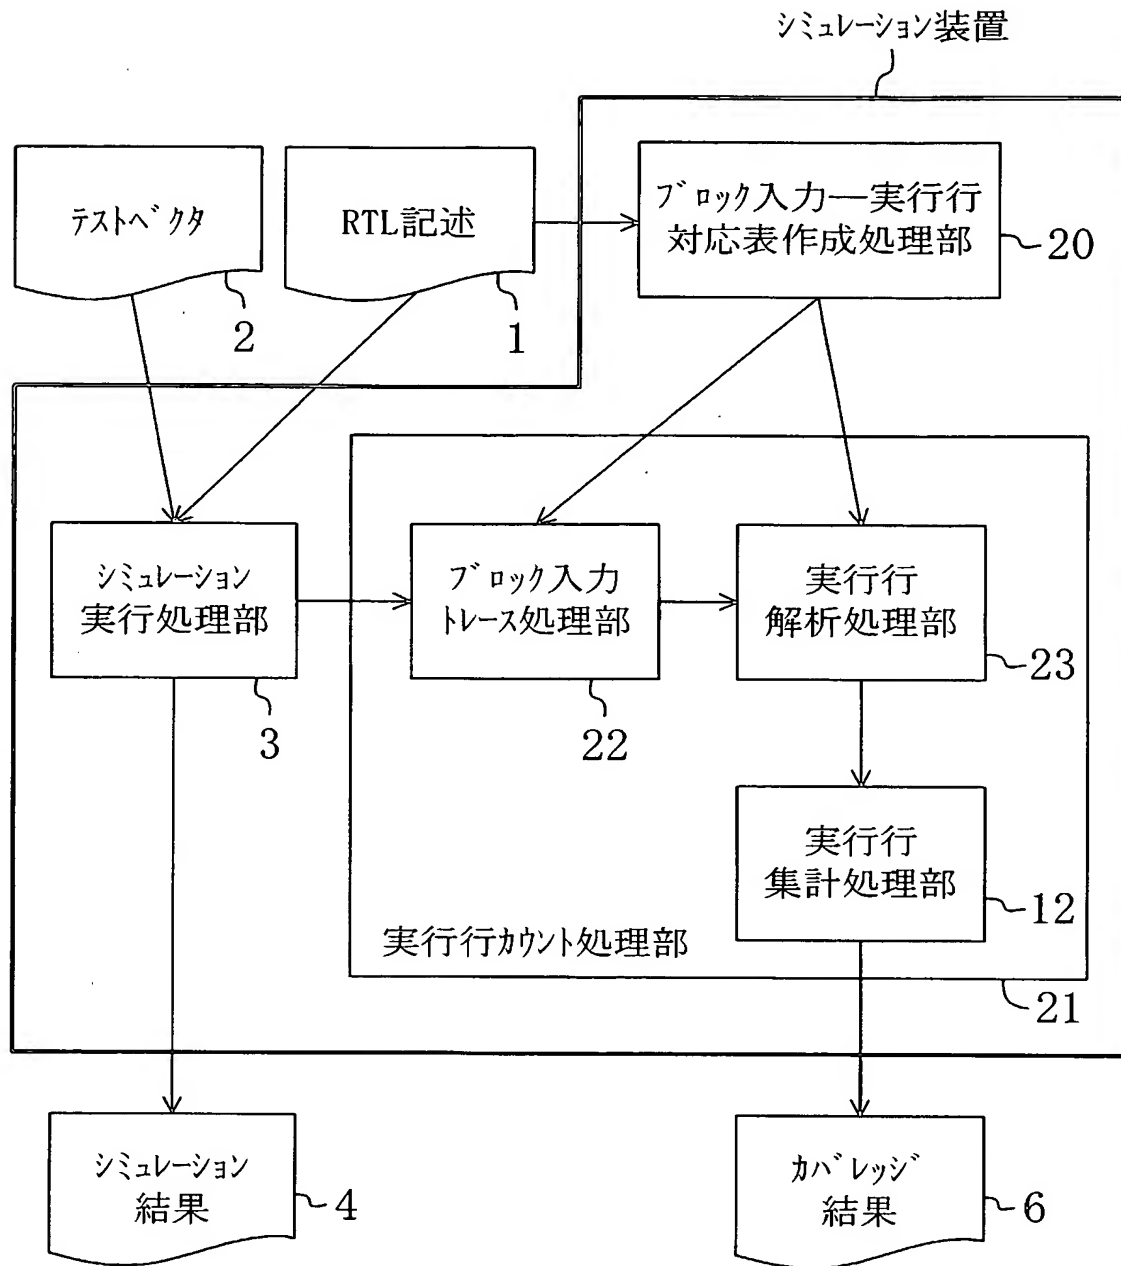 シミュレーション装置
テストベクタ
2
RTL記述
1
ブロック入力―実行行
対応表作成処理部
20
シミュレーション
実行処理部
3
ブロック入力
トレース処理部
22
実行行
解析処理部
23
実行行
集計処理部
12
実行行カウント処理部
21
シミュレーション
結果
4
カバレッジ
結果
6